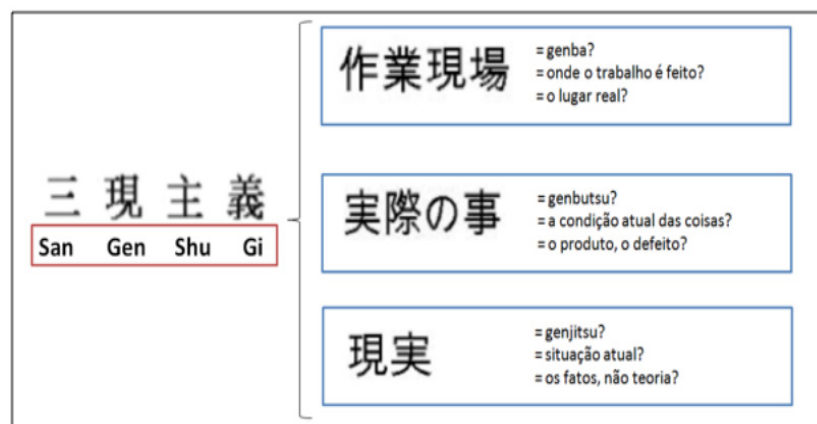 三現主義
San Gen Shu Gi
作業現場
= genba?
= onde o trabalho é feito?
= o lugar real?
実際の事
= genbutsu?
= a condição atual das coisas?
= o produto, o defeito?
現実
= genjitsu?
= situação atual?
= os fatos, não teoria?